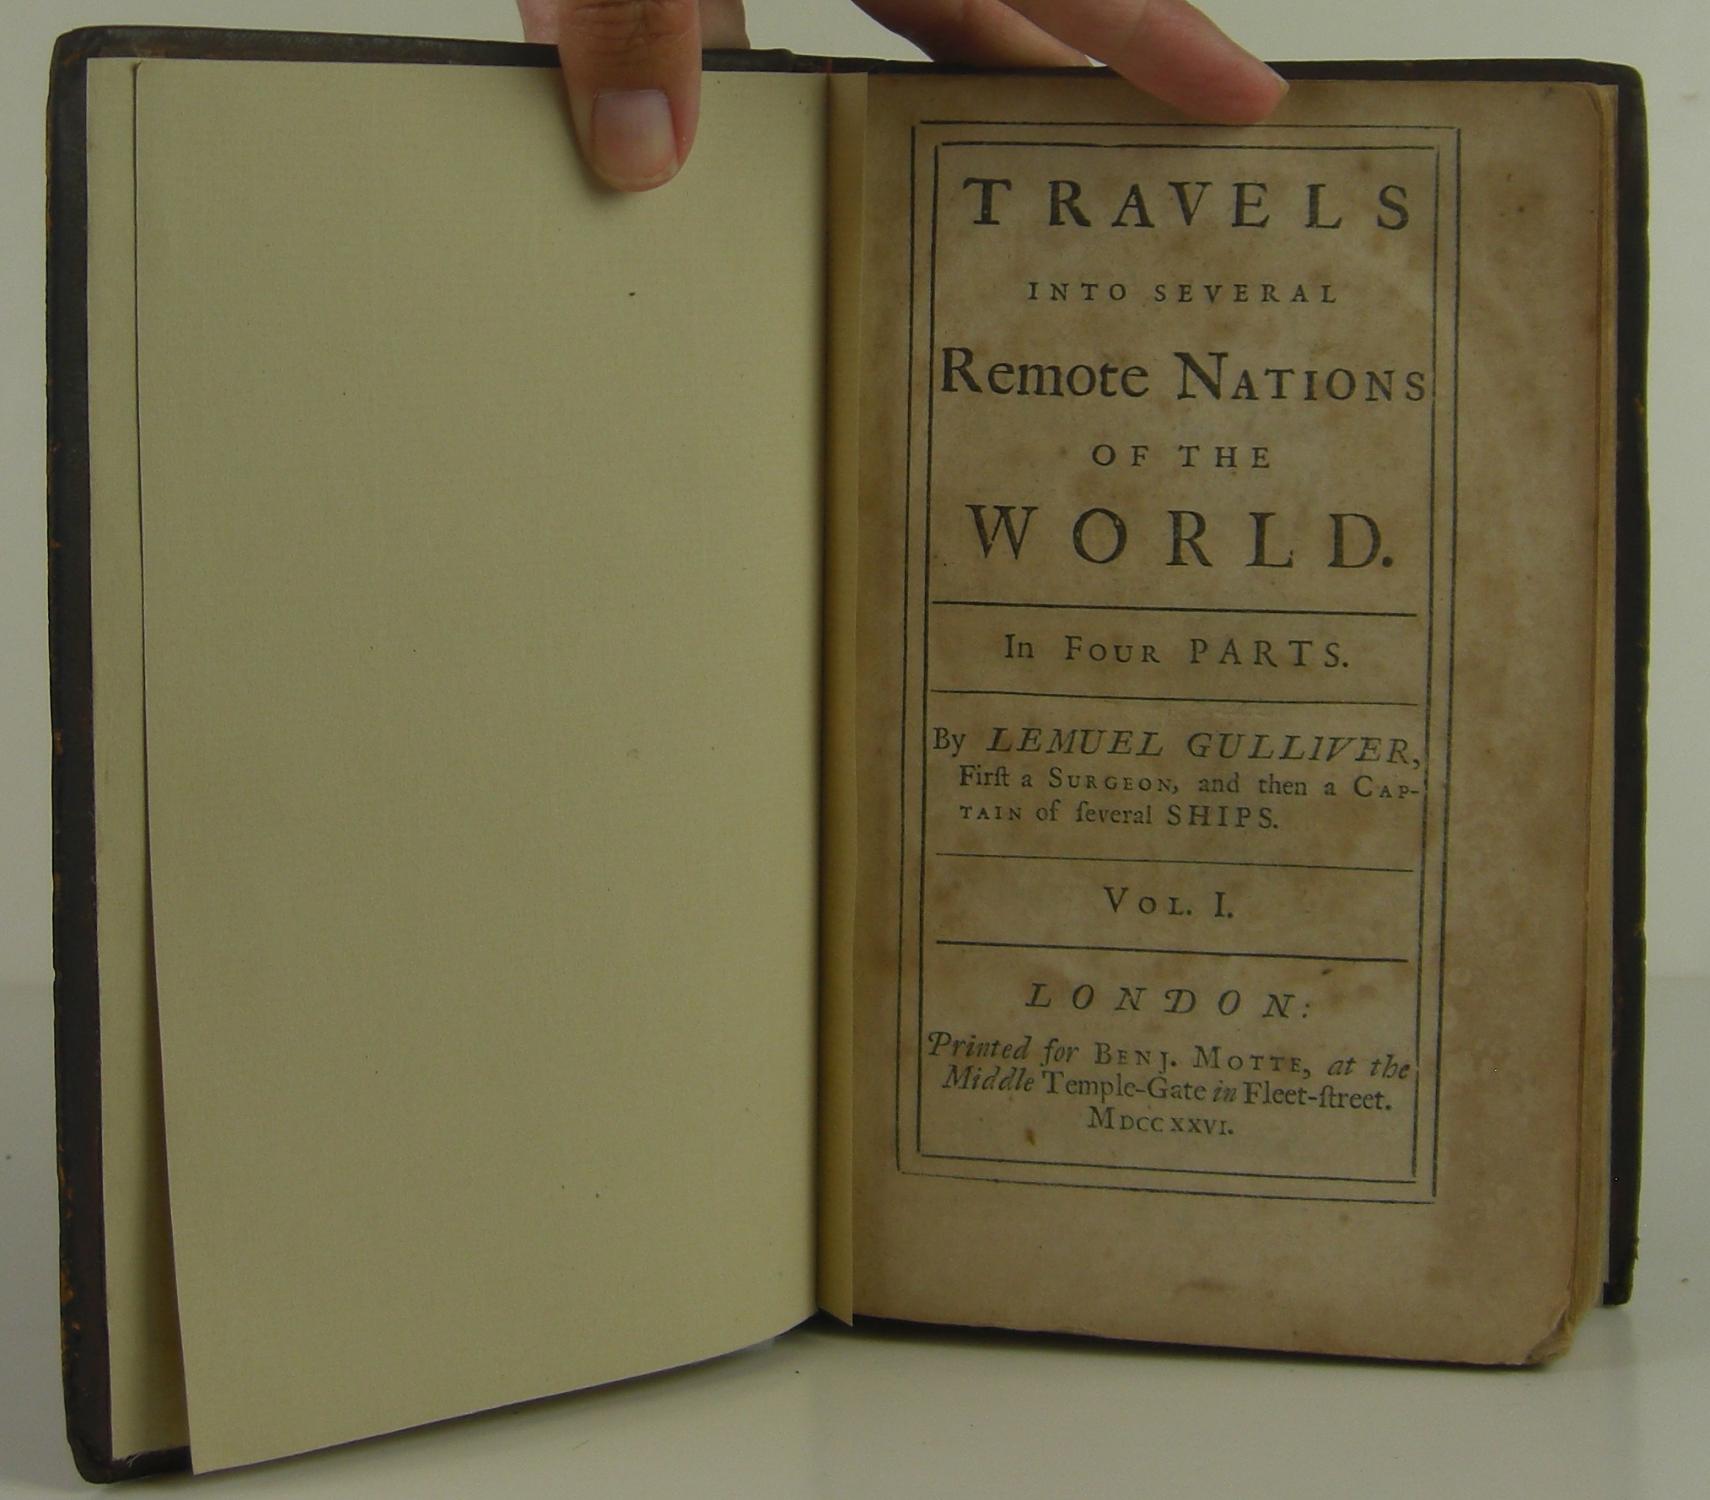 TRAVELS
INTO SEVERAL
Remote NATIONS
OF THE
WORLD.
In FOUR PARTS.
By LEMUEL GULLIVER,
Firſt a SURGEON, and then a CAP-
TAIN of ſeveral SHIPS.
VOL. I.
LONDON:
Printed for BENJ. MOTTE, at the
Middle Temple-Gate in Fleet-ſtreet.
MDCCXXVI.